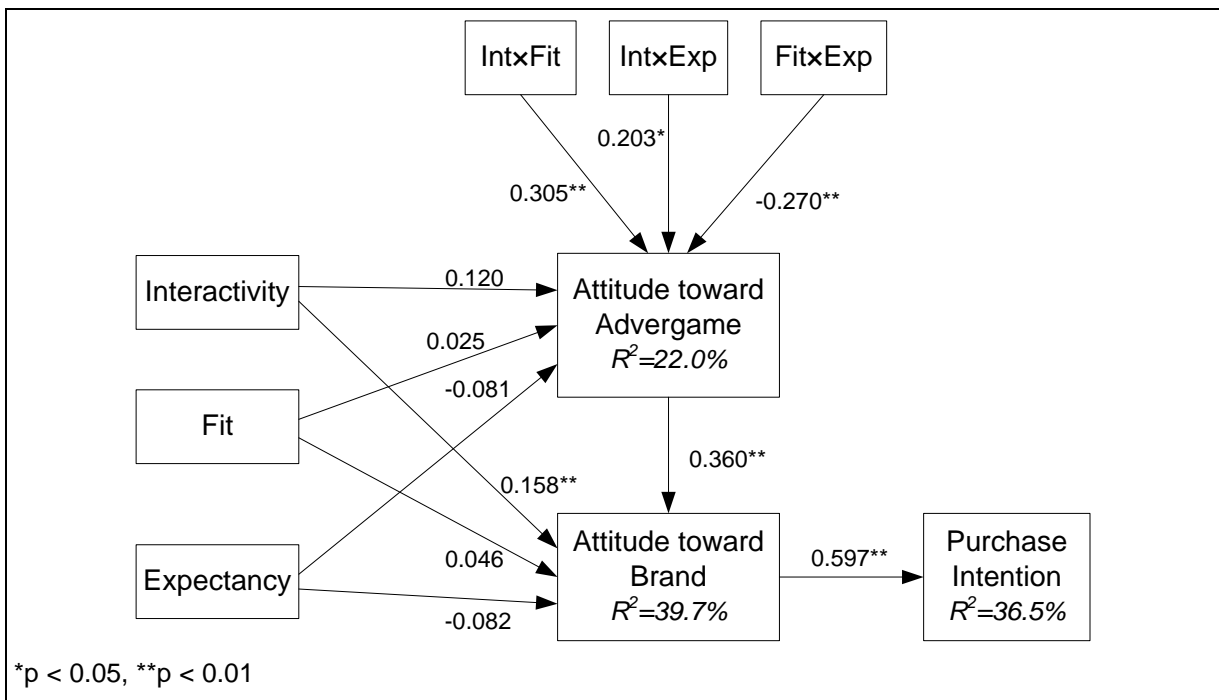 Int×Fit
Int×Exp
Fit×Exp
0.203*
0.305**
-0.270**
Interactivity
0.120
Attitude toward
Advergame
R²=22.0%
0.025
-0.081
Fit
0.360**
0.158**
Expectancy
0.046
-0.082
Attitude toward
Brand
R²=39.7%
0.597**
Purchase
Intention
R²=36.5%
*p < 0.05, **p < 0.01